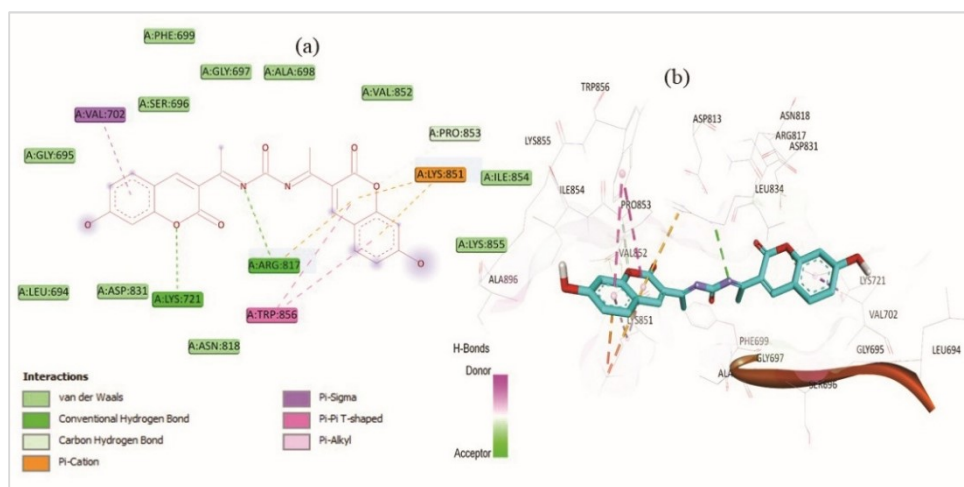 (a)
A:PHE:699
A:GLY:697
A:ALA:698
A:VAL:852
A:SER:696
A:VAL:702
A:PRO:853
A:GLY:695
A:LYS:851
A:ILE:854
O
O
O
O
N
N
O
O
O
A:LYS:855
A:ARG:817
A:LEU:694
A:ASP:831
A:LYS:721
A:TRP:856
A:ASN:818
Interactions
van der Waals
Conventional Hydrogen Bond
Carbon Hydrogen Bond
Pi-Cation
Pi-Sigma
Pi-Pi T-shaped
Pi-Alkyl
(b)
TRP856
ASP813
ASN818
ARG817
ASP831
LYS855
LEU834
ILE854
PRO853
VAL852
ALA896
LYS721
LYS851
VAL702
PHE699
GLY697
GLY695
LEU694
SER696
H-Bonds
Donor
Acceptor